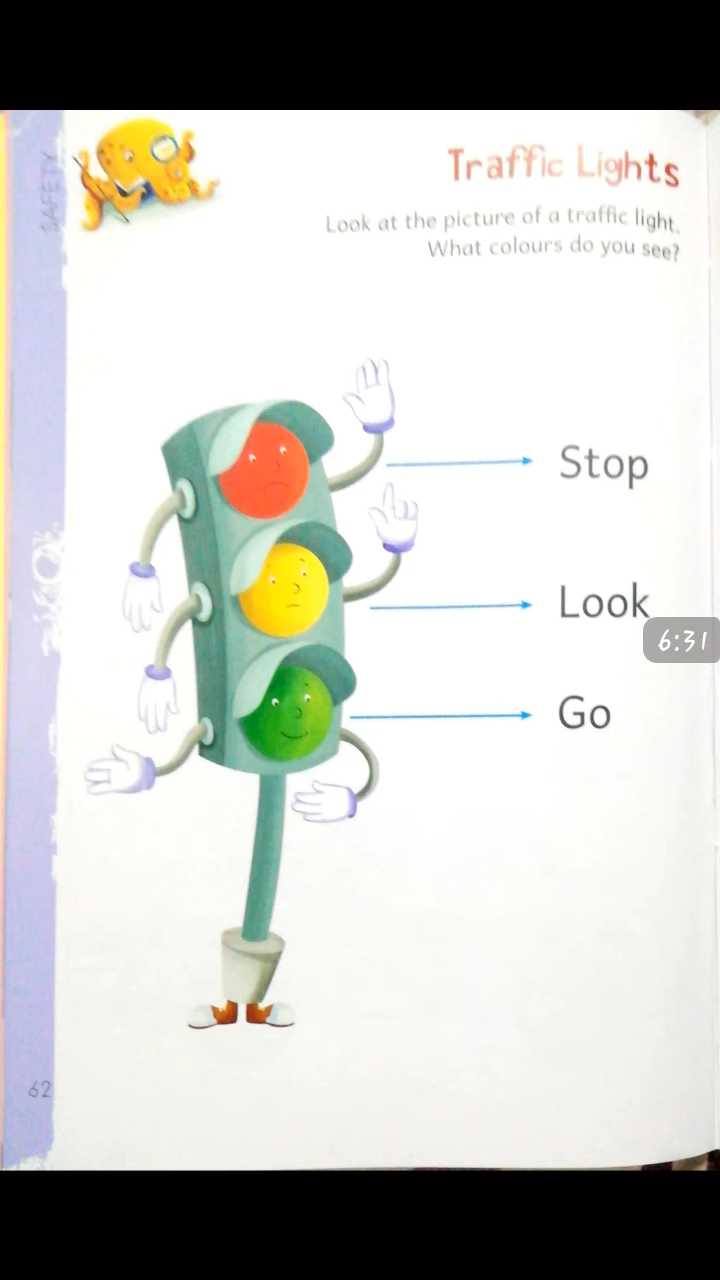 SAFETY
Traffic Lights
Look at the picture of a traffic light.
What colours do you see?
Stop
Look
6:31
Go
62